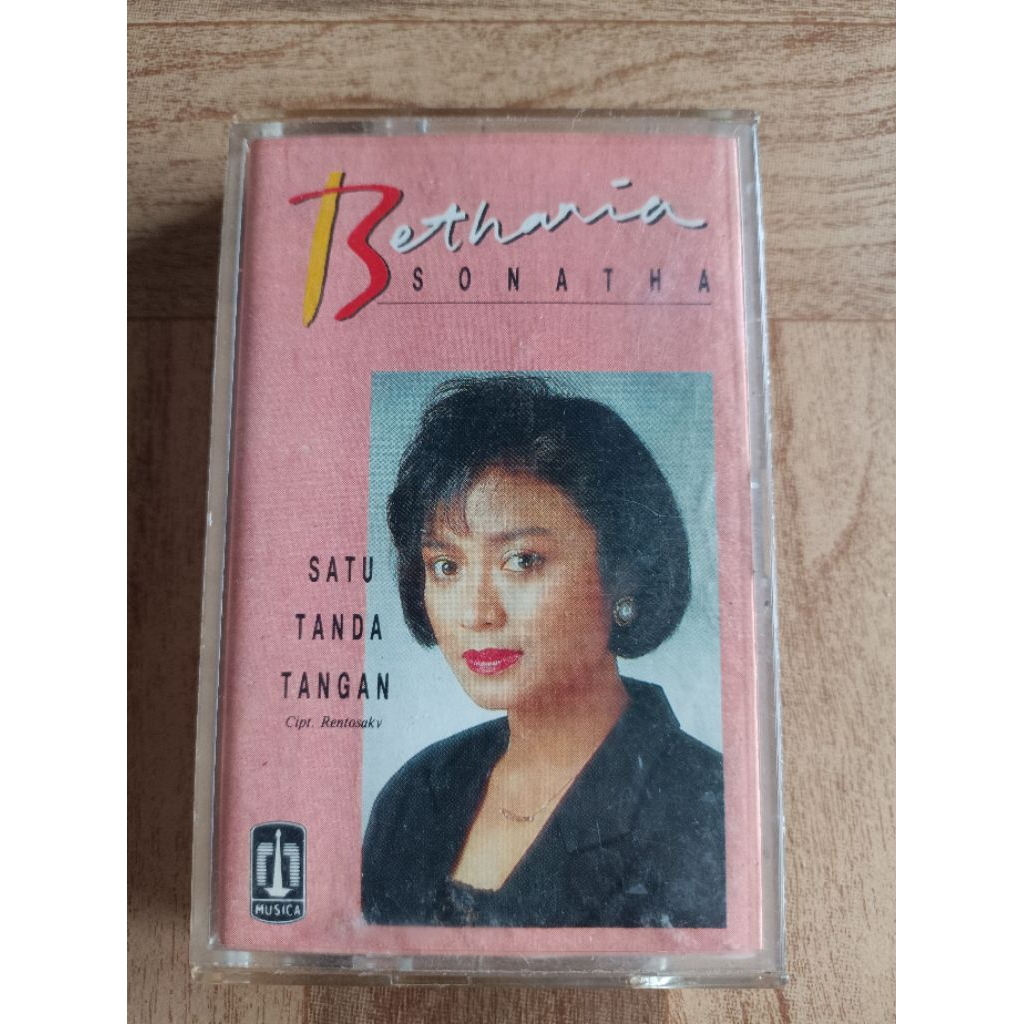 Betharia
SONATHA
SATU
TANDA
TANGAN
Cipt. Rentosaky
MUSICA